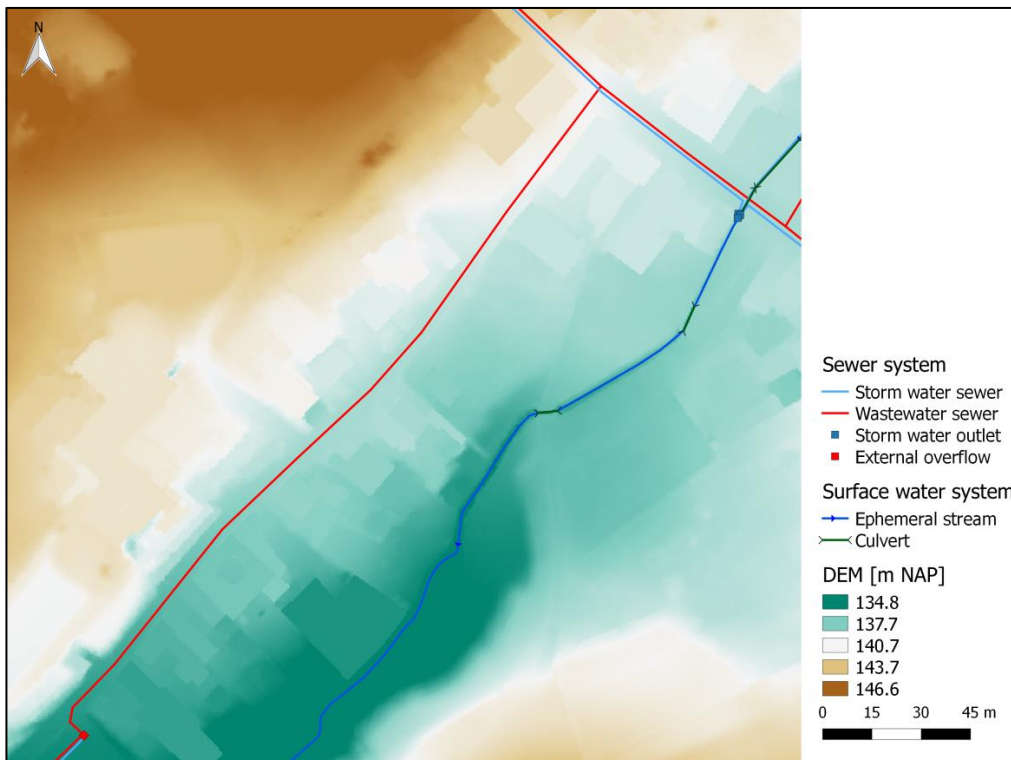 N
Sewer system
Storm water sewer
Wastewater sewer
Storm water outlet
External overflow
Surface water system
Ephemeral stream
Culvert
DEM [m NAP]
134.8
137.7
140.7
143.7
146.6
0 15 30 45 m